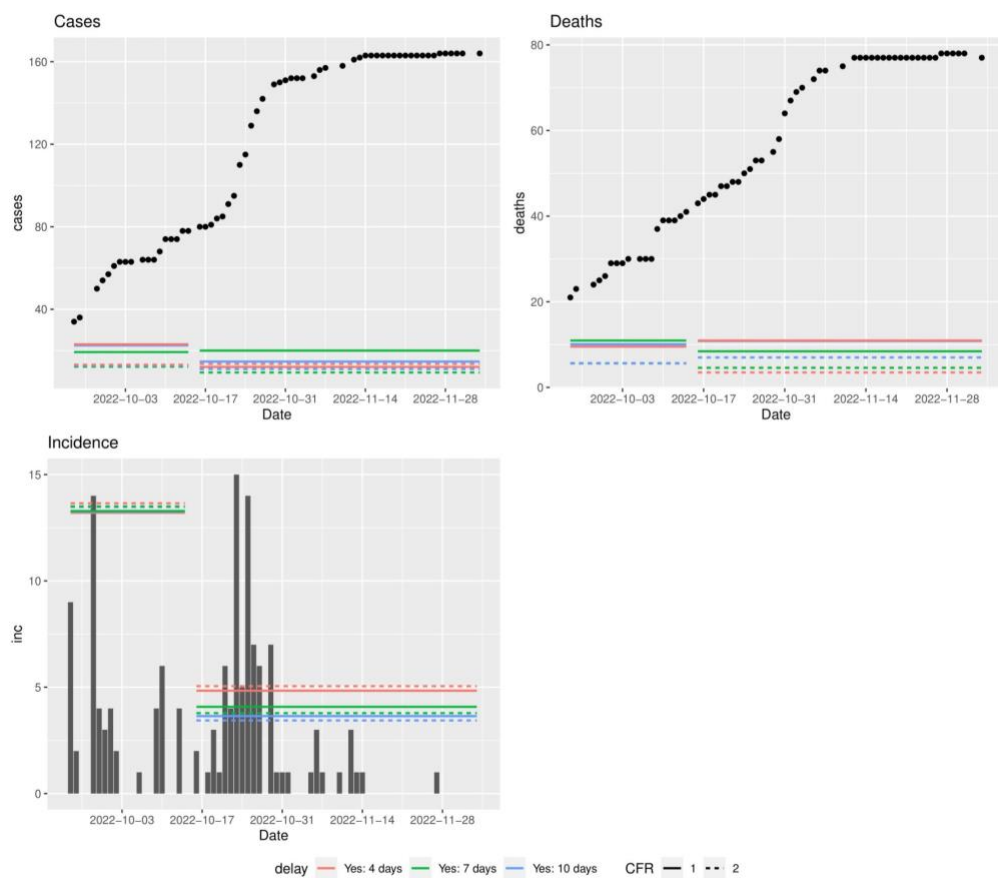 Cases
160
120
80
40
cases
2022-10-03 2022-10-17 2022-10-31 2022-11-14 2022-11-28
Date
Deaths
80
60
40
20
0
deaths
2022-10-03 2022-10-17 2022-10-31 2022-11-14 2022-11-28
Date
Incidence
15
10
5
0
inc
2022-10-03 2022-10-17 2022-10-31 2022-11-14 2022-11-28
Date
delay Yes: 4 days Yes: 7 days Yes: 10 days CFR 1 2